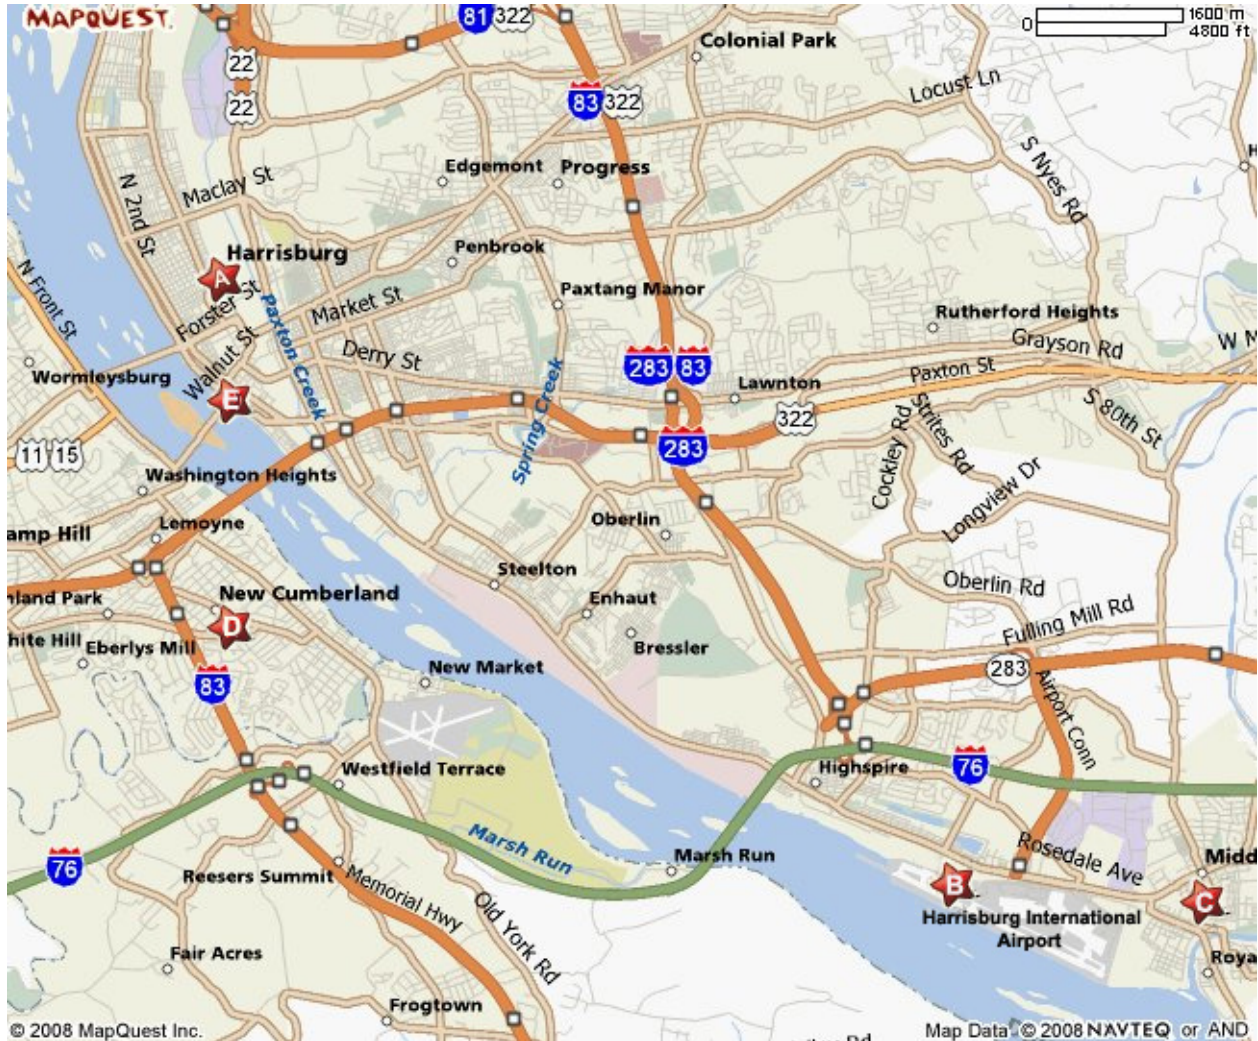 MAPQUEST.
81
322
0
1600 m
4800 ft
Colonial Park
22
22
83
322
Locust Ln
S Nyes Rd
H
Edgemont
Progress
Maclay St
N 2nd St
Harrisburg
Penbrook
A
Forster St
Market St
Paxtang Manor
N Front St
Paxton Creek
Rutherford Heights
Grayson Rd
W M
Walnut St
Derry St
283
83
Wormleysburg
Paxton St
Lawnton
E
Spring Creek
322
S 80th St
Strites Rd
11
15
283
Cockley Rd
Washington Heights
Longview Dr
amp Hill
Lemoyne
Oberlin
Steelton
Oberlin Rd
nland Park
New Cumberland
Enhaut
Fulling Mill Rd
D
hite Hill
Eberlys Mill
Bressler
New Market
283
83
Airport Conn
Westfield Terrace
Highspire
76
Marsh Run
Marsh Run
Rosedale Ave
Midd
76
Reesers Summit
Memorial Hwy
B
C
Old York Rd
Harrisburg International
Airport
Fair Acres
Roya
Frogtown
© 2008 MapQuest Inc.
Rd
Map Data © 2008 NAVTEQ or AND